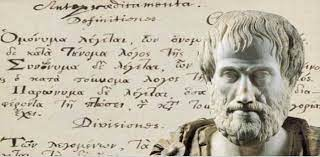 Antepraedicamenta
Definitiones.
Ὁμώνυμα λέγεται, ὧν ὄνομ
δὲ κατὰ τοὔνομα λόγος τῆς
Συνώνυμα δὲ λέγεται, ὧν
ὁ κατὰ τοὔνομα λόγος
Παρώνυμα δὲ λέγεται, ὅσα
φέροντα τῇ πτώσει,
ἔχει.
Divisiones.
Τῶν λεγομένων, τὰ